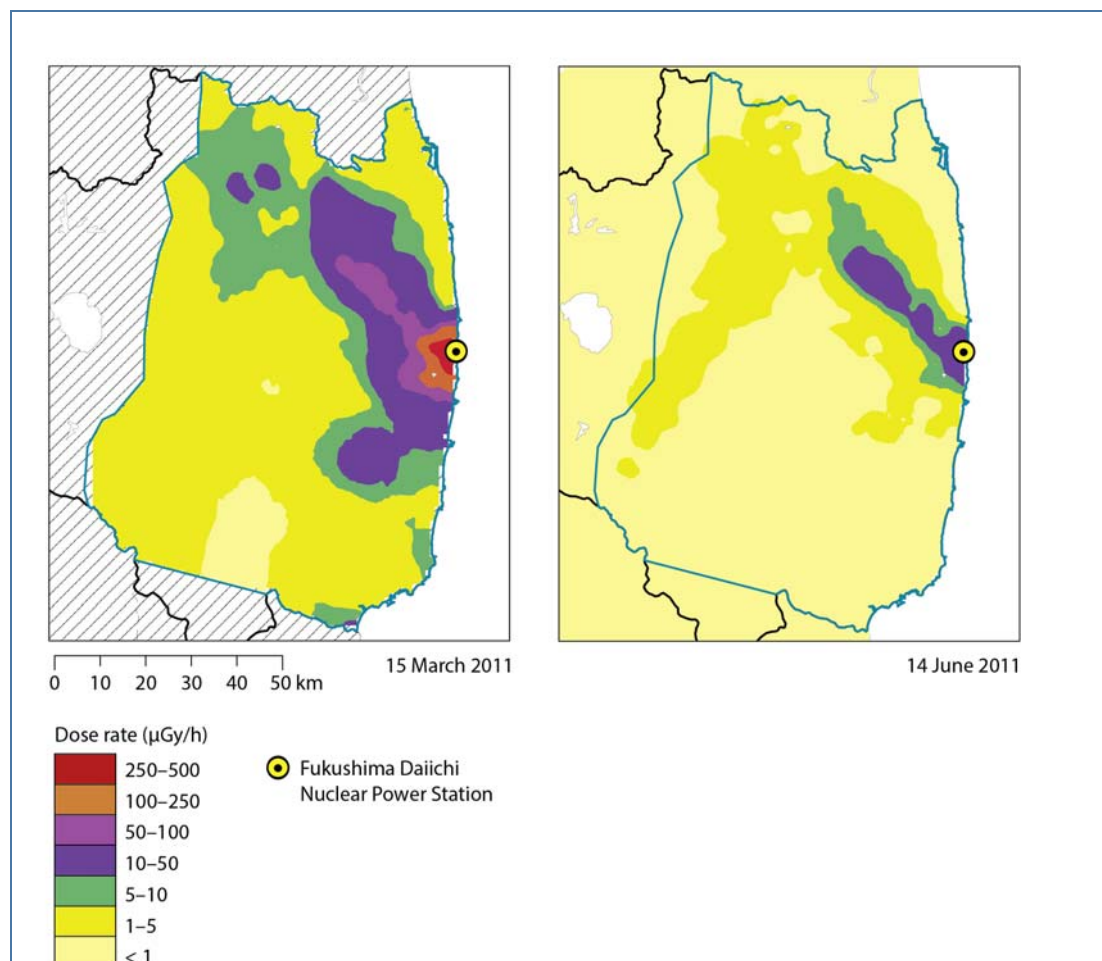 0 10 20 30 40 50 km
15 March 2011
14 June 2011
Dose rate (µGy/h)
250–500
100–250
50–100
10–50
5–10
1–5
< 1
Fukushima Daiichi
Nuclear Power Station